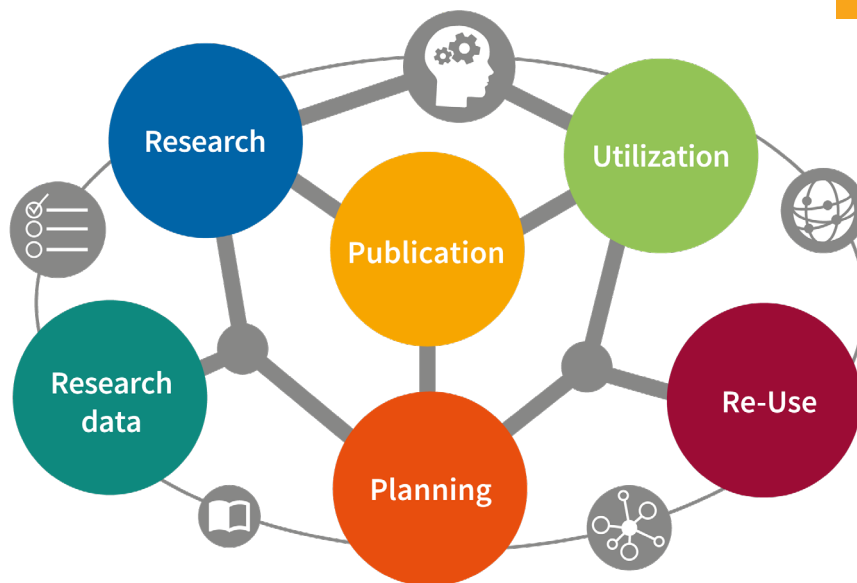 Research
Utilization
Publication
Research
data
Re-Use
Planning